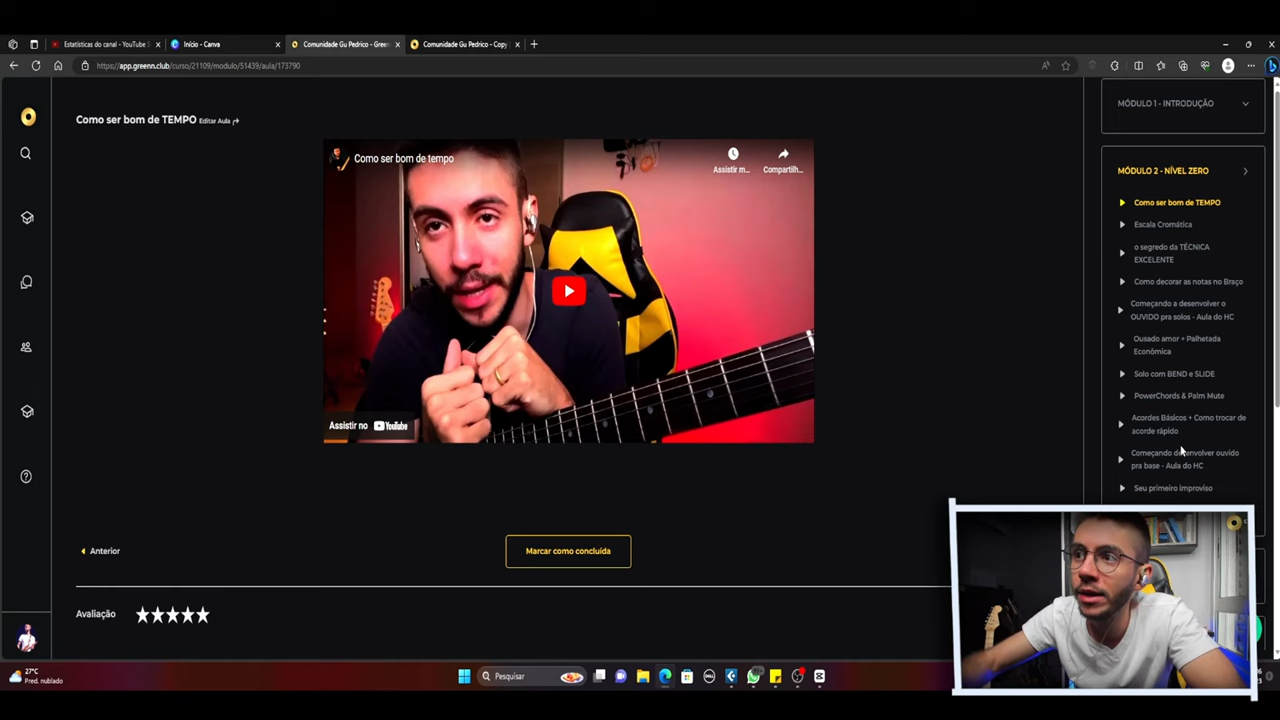 Estatísticas do canal - YouTube S
Início - Canva
Comunidade Gu Pedrico - Green
Comunidade Gu Pedrico - Copy
https://app.greenn.club/curso/21109/modulo/51439/aula/173790
Como ser bom de TEMPO Editar Aula
Como ser bom de tempo
Assistir m...
Compartilh...
Assistir no YouTube
Anterior
Marcar como concluída
Avaliação
MÓDULO 1 - INTRODUÇÃO
MÓDULO 2 - NÍVEL ZERO
Como ser bom de TEMPO
Escala Cromática
o segredo da TÉCNICA
EXCELENTE
Como decorar as notas no Braço
Começando a desenvolver o
OUVIDO pra solos - Aula do HC
Ousado amor + Palhetada
Econômica
Solo com BEND e SLIDE
PowerChords & Palm Mute
Acordes Básicos + Como trocar de
acorde rápido
Começando desenvolver ouvido
pra base - Aula do HC
Seu primeiro improviso
27°C
Pred. nublado
Pesquisar